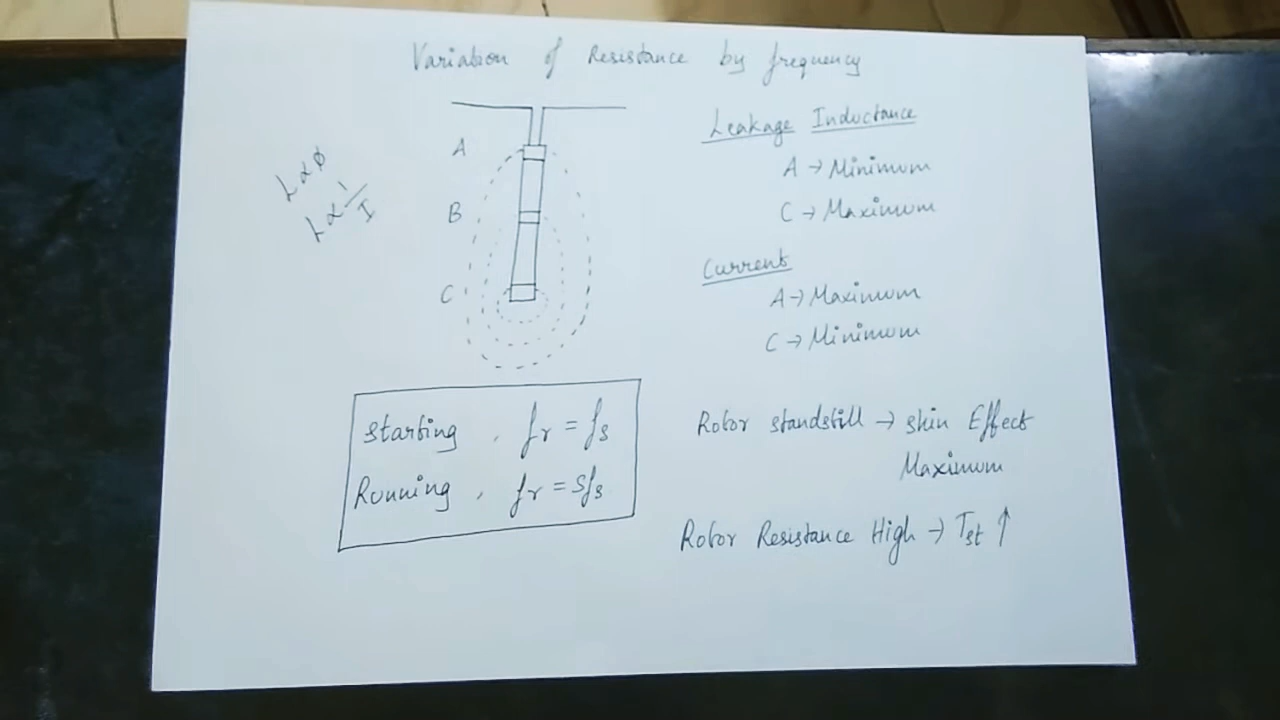 Variation of Resistance by frequency
L ∝ φ
L ∝ 1/I
A
B
C
Leakage Inductance
A → Minimum
C → Maximum
Current
A → Maximum
C → Minimum
Starting , fr = fs
Running , fr = sfs
Rotor standstill → Skin Effect
Maximum
Rotor Resistance High → Tst ↑